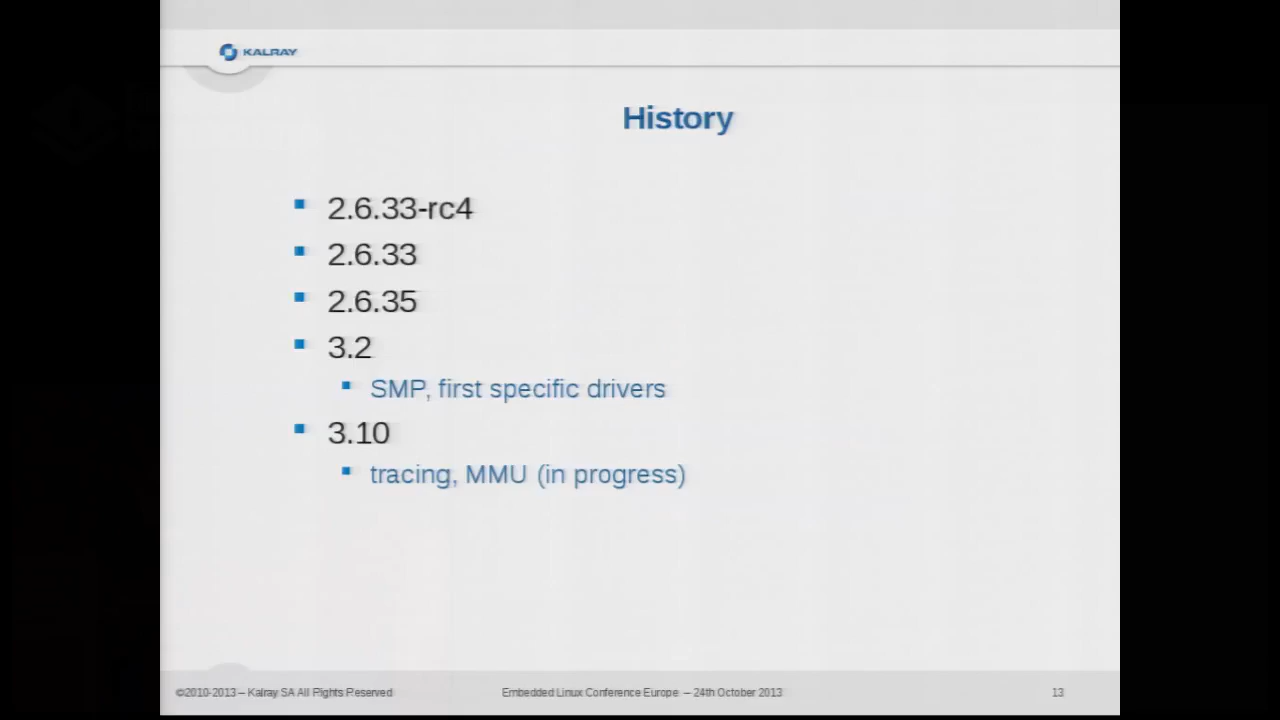 KALRAY
History
2.6.33-rc4
2.6.33
2.6.35
3.2
SMP, first specific drivers
3.10
tracing, MMU (in progress)
©2010-2013 – Kalray SA All Rights Reserved
Embedded Linux Conference Europe – 24th October 2013
13